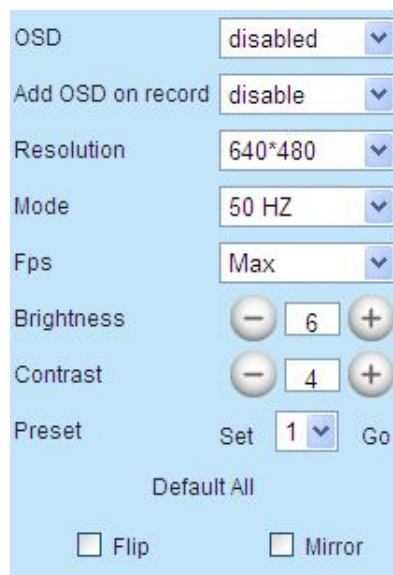 OSD disabled
Add OSD on record disable
Resolution 640*480
Mode 50 HZ
Fps Max
Brightness − 6 +
Contrast − 4 +
Preset Set 1 Go
Default All
Flip Mirror